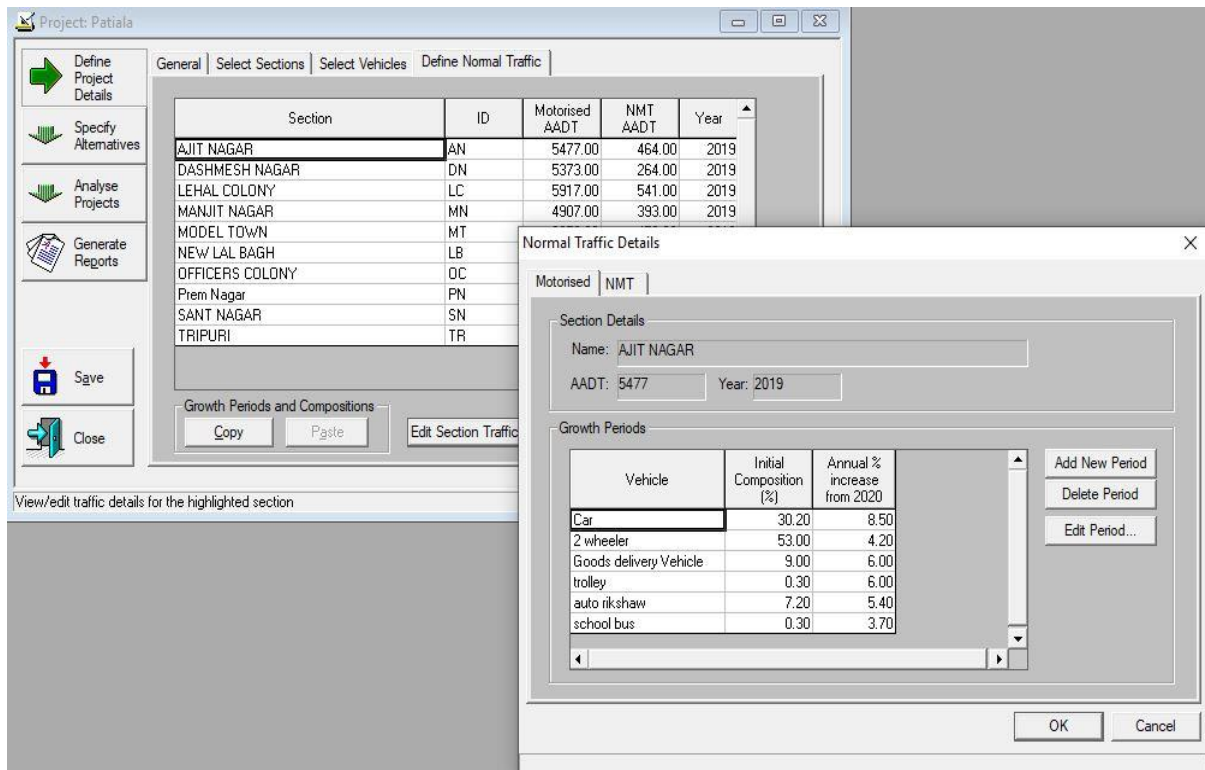 Project: Patiala
Define
Project
Details
Specify
Alternatives
Analyse
Projects
Generate
Reports
Save
Close
General Select Sections Select Vehicles Define Normal Traffic
Section ID Motorised AADT NMT AADT Year
AJIT NAGAR AN 5477.00 464.00 2019
DASHMESH NAGAR DN 5373.00 264.00 2019
LEHAL COLONY LC 5917.00 541.00 2019
MANJIT NAGAR MN 4907.00 393.00 2019
MODEL TOWN MT
NEW LAL BAGH LB
OFFICERS COLONY OC
Prem Nagar PN
SANT NAGAR SN
TRIPURI TR
Growth Periods and Compositions
Copy Paste Edit Section Traffic
View/edit traffic details for the highlighted section
Normal Traffic Details
Motorised NMT
Section Details
Name: AJIT NAGAR
AADT: 5477 Year: 2019
Growth Periods
Vehicle Initial Composition (%) Annual % increase from 2020
Car 30.20 8.50
2 wheeler 53.00 4.20
Goods delivery Vehicle 9.00 6.00
trolley 0.30 6.00
auto rikshaw 7.20 5.40
school bus 0.30 3.70
Add New Period
Delete Period
Edit Period...
OK Cancel